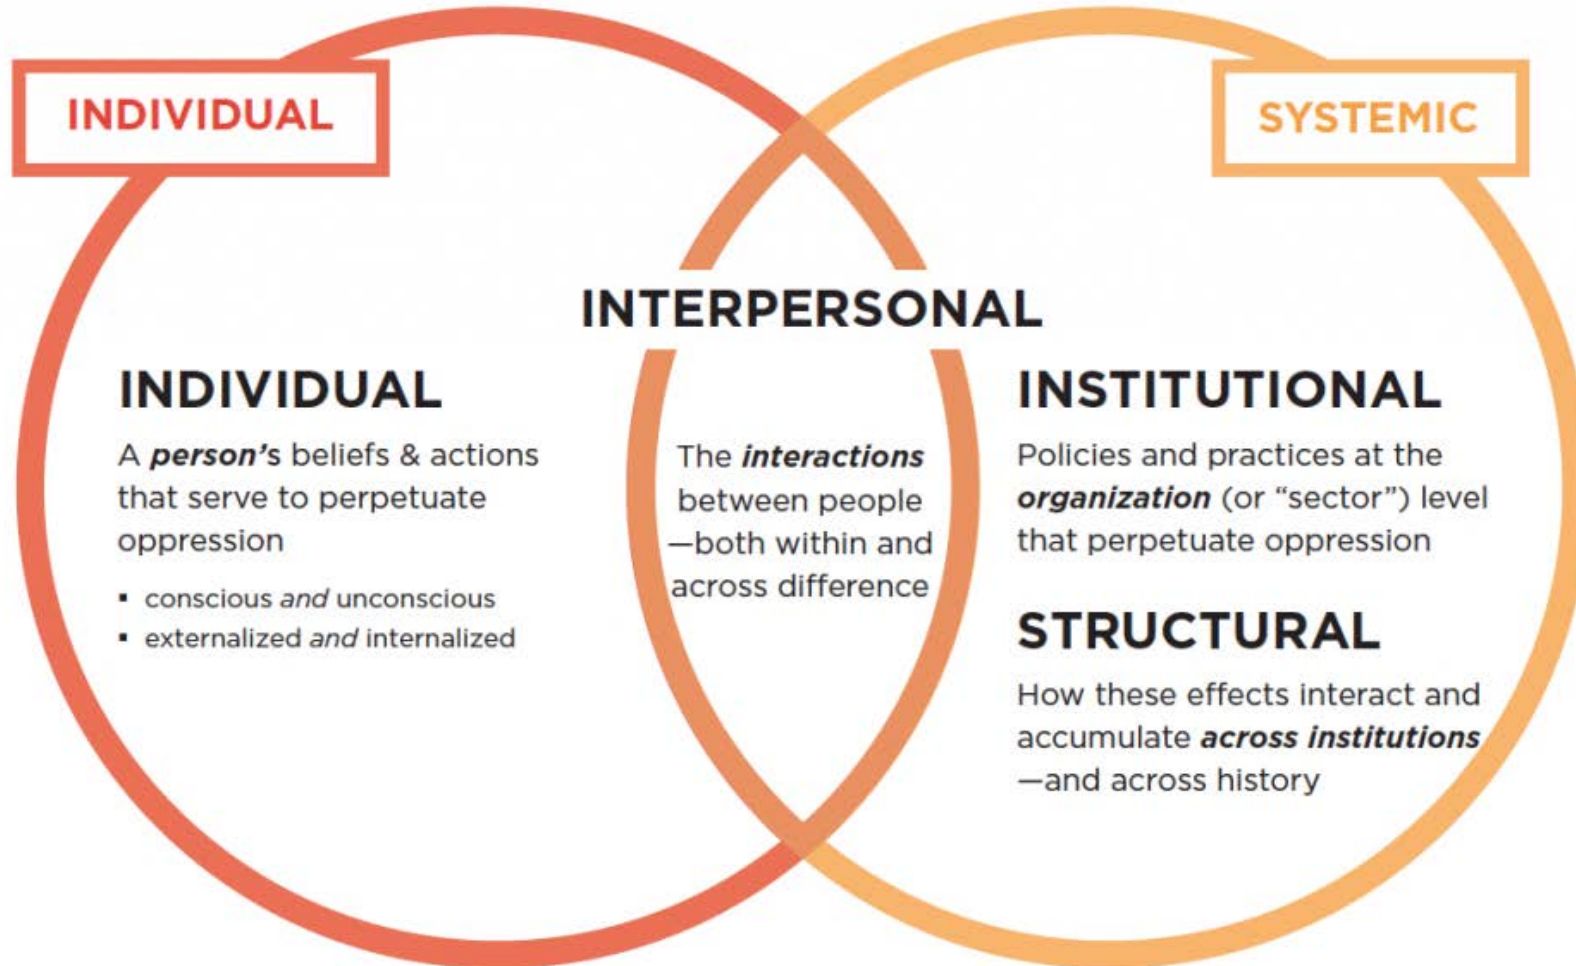 INDIVIDUAL
SYSTEMIC
INTERPERSONAL
INDIVIDUAL
A person's beliefs & actions
that serve to perpetuate
oppression
▪ conscious and unconscious
▪ externalized and internalized
The interactions
between people
—both within and
across difference
INSTITUTIONAL
Policies and practices at the
organization (or “sector”) level
that perpetuate oppression
STRUCTURAL
How these effects interact and
accumulate across institutions
—and across history